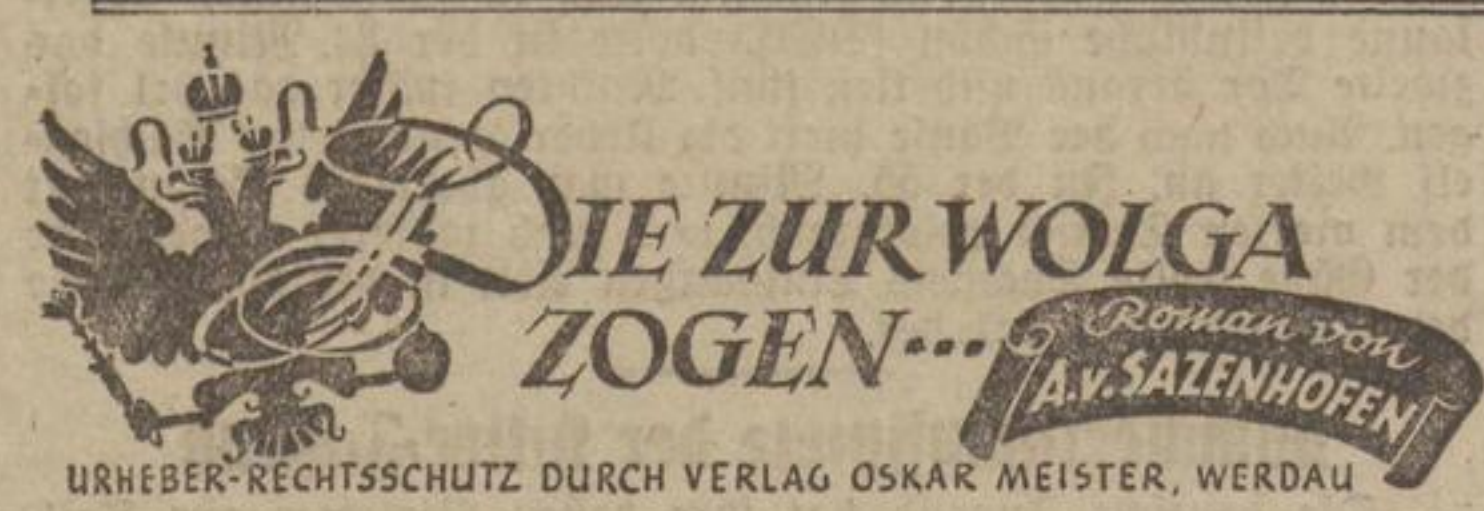 DIE ZUR WOLGA
ZOGEN...
Roman von
A.v. SAZENHOFEN
URHEBER-RECHTSSCHUTZ DURCH VERLAG OSKAR MEISTER, WERDAU